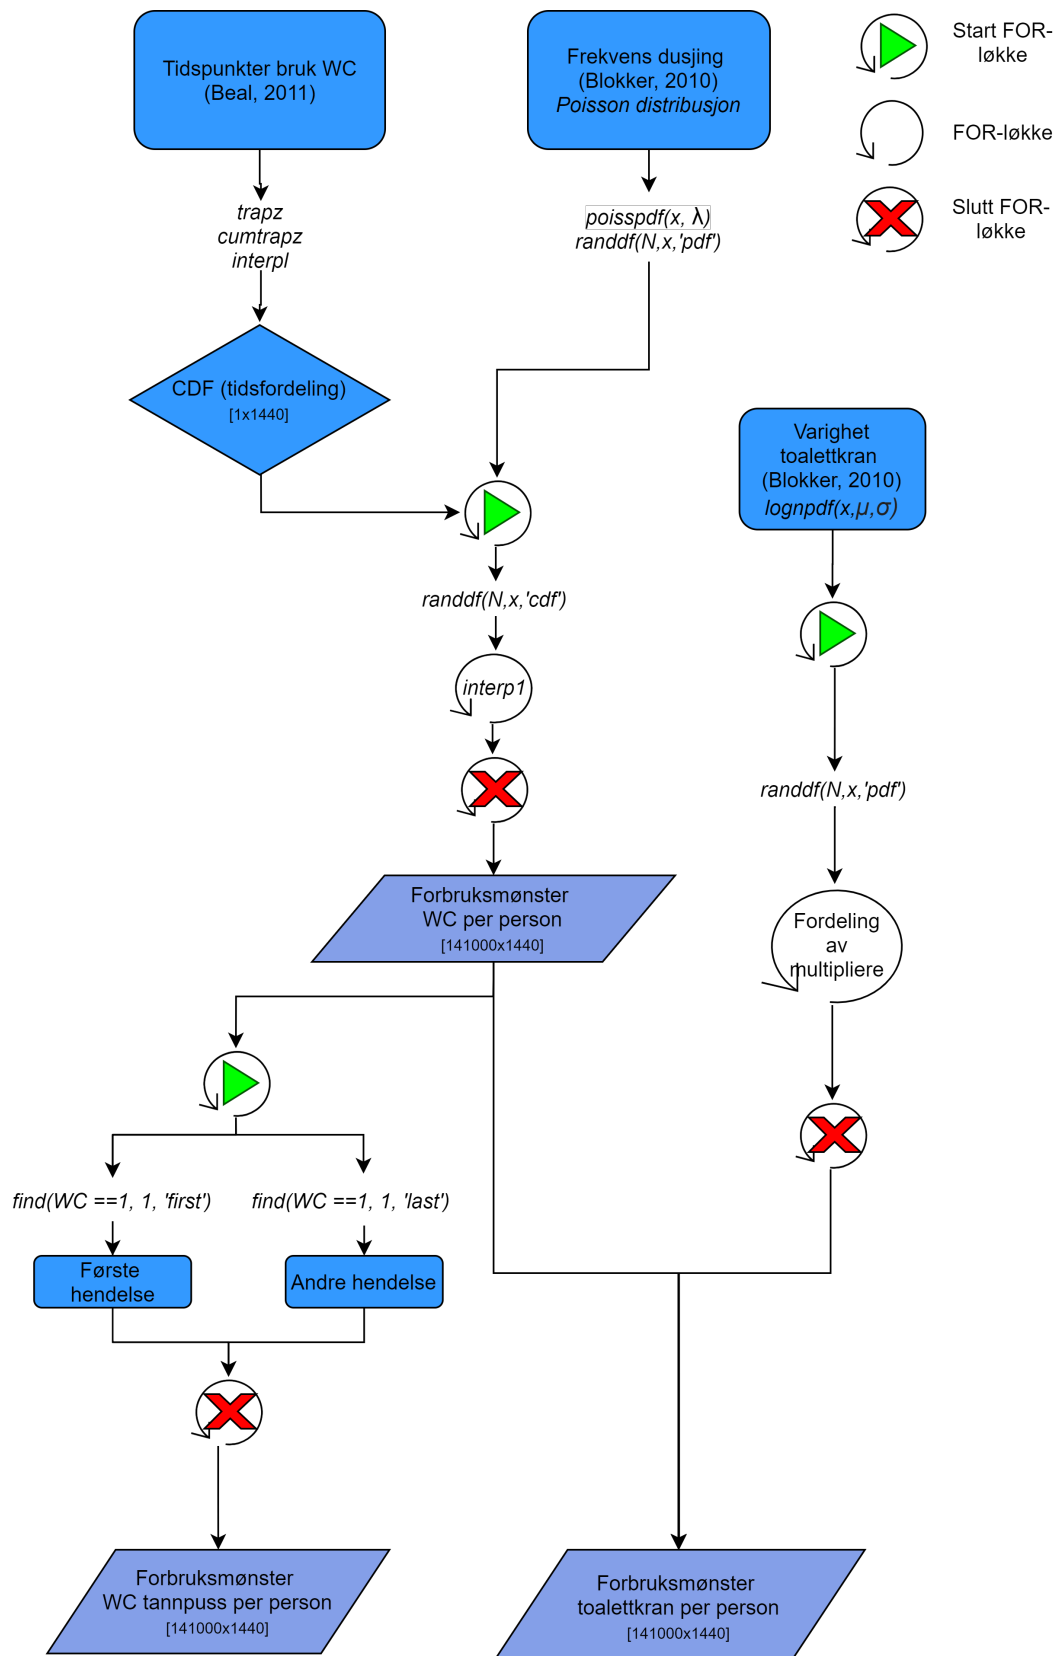 Tidspunkter bruk WC
(Beal, 2011)
Frekvens dusjing
(Blokker, 2010)
Poisson distribusjon
Start FOR-
løkke
FOR-løkke
Slutt FOR-
løkke
trapz
cumtrapz
interpl
poisspdf(x, λ)
randdf(N,x,'pdf')
CDF (tidsfordeling)
[1x1440]
Varighet
toalettkran
(Blokker, 2010)
lognpdf(x,μ,σ)
randdf(N,x,'cdf')
interp1
randdf(N,x,'pdf')
Forbruksmønster
WC per person
[141000x1440]
Fordeling
av
multipliere
find(WC ==1, 1, 'first')
find(WC ==1, 1, 'last')
Første
hendelse
Andre hendelse
Forbruksmønster
WC tannpuss per person
[141000x1440]
Forbruksmønster
toalettkran per person
[141000x1440]